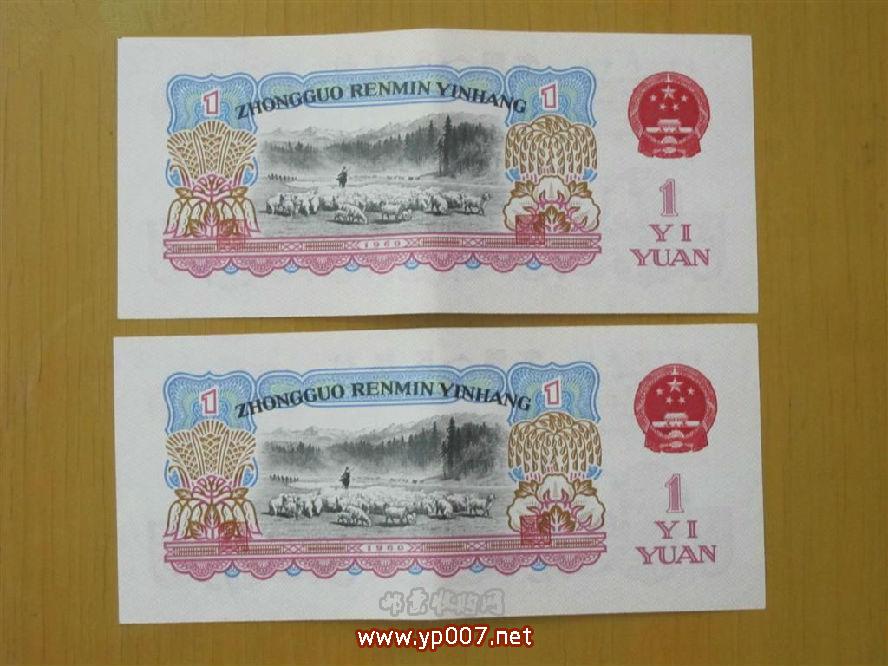 1 ZHONGGUO RENMIN YINHANG 1
1960
1
YI
YUAN
1 ZHONGGUO RENMIN YINHANG 1
1960
1
YI
YUAN
www.yp007.net